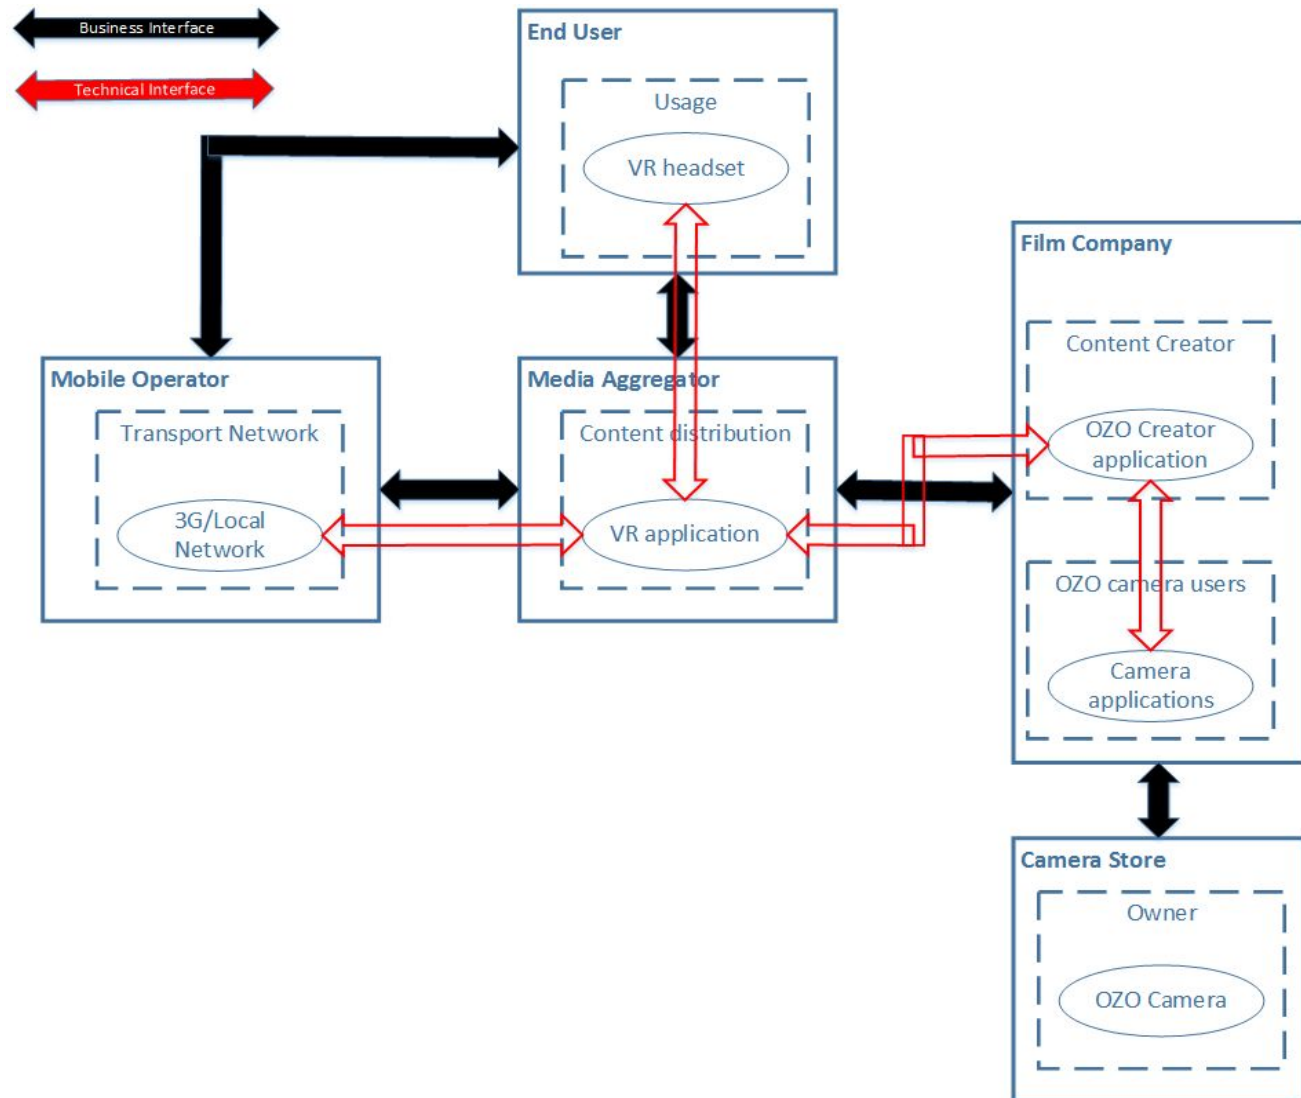 Business Interface
Technical Interface
End User
Usage
VR headset
Film Company
Content Creator
OZO Creator
application
OZO camera users
Camera
applications
Mobile Operator
Transport Network
3G/Local
Network
Media Aggregator
Content distribution
VR application
Camera Store
Owner
OZO Camera